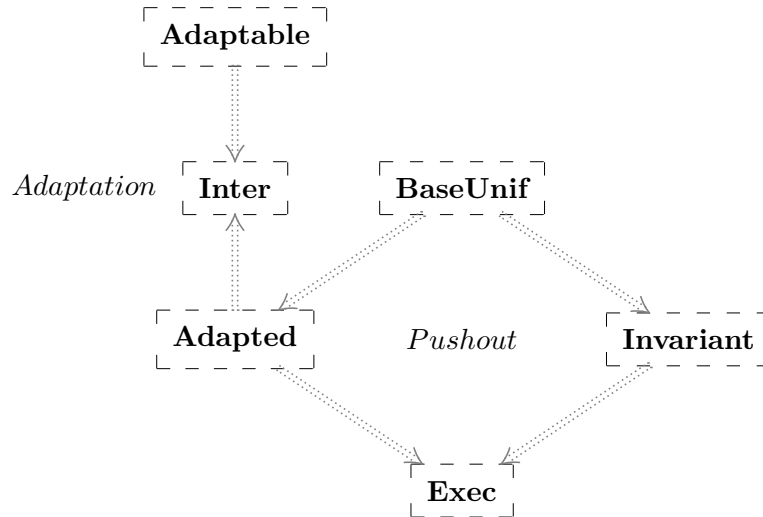 Adaptable
Adaptation Inter BaseUnif
Adapted Pushout Invariant
Exec